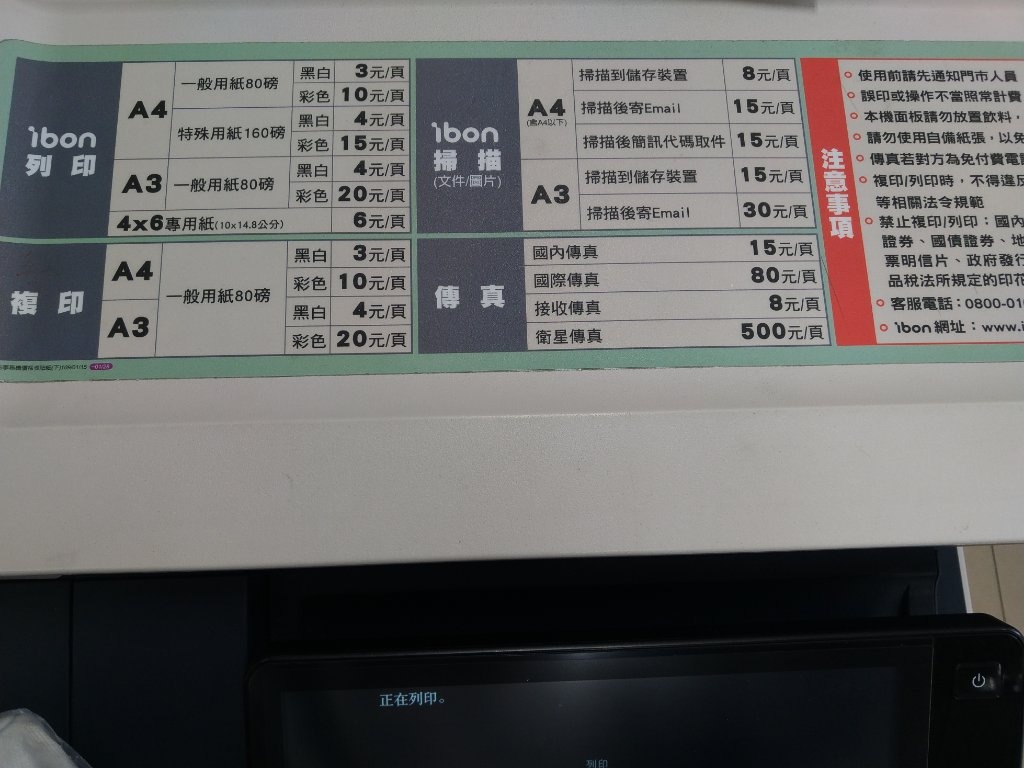 ibon
列印
A4
一般用紙80磅
黑白 3元/頁
彩色 10元/頁
特殊用紙160磅
黑白 4元/頁
彩色 15元/頁
A3
一般用紙80磅
黑白 4元/頁
彩色 20元/頁
4x6專用紙(10x14.8公分) 6元/頁
複印
A4
A3
一般用紙80磅
黑白 3元/頁
彩色 10元/頁
黑白 4元/頁
彩色 20元/頁
ibon
掃描
(文件/圖片)
A4
(含A4以下)
掃描到儲存裝置 8元/頁
掃描後寄Email 15元/頁
掃描後簡訊代碼取件 15元/頁
A3
掃描到儲存裝置 15元/頁
掃描後寄Email 30元/頁
傳真
國內傳真 15元/頁
國際傳真 80元/頁
接收傳真 8元/頁
衛星傳真 500元/頁
注意事項
使用前請先通知門市人員
誤印或操作不當照常計費
本機面板請勿放置飲料，
請勿使用自備紙張，以免
傳真若對方為免付費電話
複印/列印時，不得違反
等相關法令規範
禁止複印/列印：國內
證券、國債證券、地
票明信片、政府發行
品稅法所規定的印花
客服電話：0800-01
ibon網址：www.i
正在列印。
列印